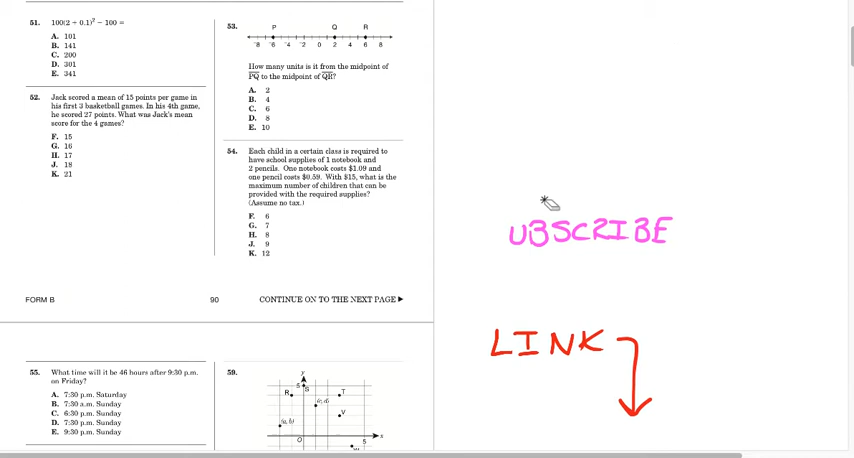 51. 100(2 + 0.1)² − 100 =
A. 101
B. 141
C. 200
D. 301
E. 341
52. Jack scored a mean of 15 points per game in
his first 3 basketball games. In his 4th game,
he scored 27 points. What was Jack's mean
score for the 4 games?
F. 15
G. 16
H. 17
J. 18
K. 21
53.
P Q R
-8 -6 -4 -2 0 2 4 6 8
How many units is it from the midpoint of
PQ to the midpoint of QR?
A. 2
B. 4
C. 6
D. 8
E. 10
54. Each child in a certain class is required to
have school supplies of 1 notebook and
2 pencils. One notebook costs $1.09 and
one pencil costs $0.59. With $15, what is the
maximum number of children that can be
provided with the required supplies?
(Assume no tax.)
F. 6
G. 7
H. 8
J. 9
K. 12
FORM B
90
CONTINUE ON TO THE NEXT PAGE
55. What time will it be 46 hours after 9:30 p.m.
on Friday?
A. 7:30 p.m. Saturday
B. 7:30 a.m. Sunday
C. 6:30 p.m. Sunday
D. 7:30 p.m. Sunday
E. 9:30 p.m. Sunday
59.
y
5 S
R T
(c, d)
V
(a, b)
O 5 x
UBSCRIBE
LINK